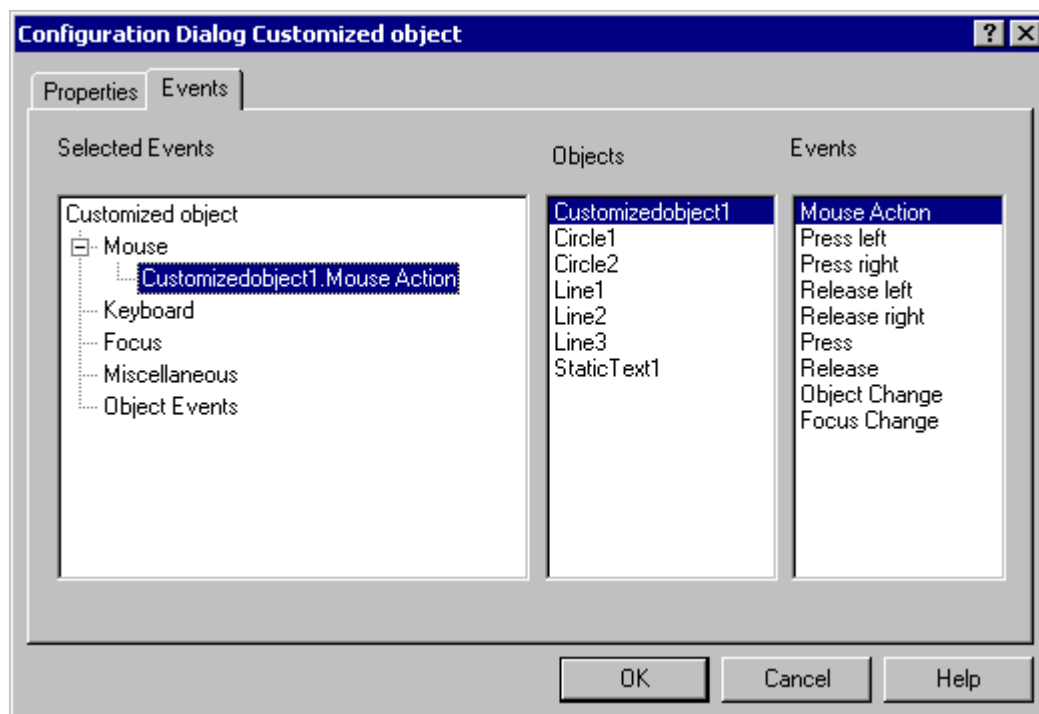 Configuration Dialog Customized object
Properties
Events
Selected Events
Objects
Events
Customized object
Mouse
Customizedobject1.Mouse Action
Keyboard
Focus
Miscellaneous
Object Events
Customizedobject1
Circle1
Circle2
Line1
Line2
Line3
StaticText1
Mouse Action
Press left
Press right
Release left
Release right
Press
Release
Object Change
Focus Change
OK
Cancel
Help